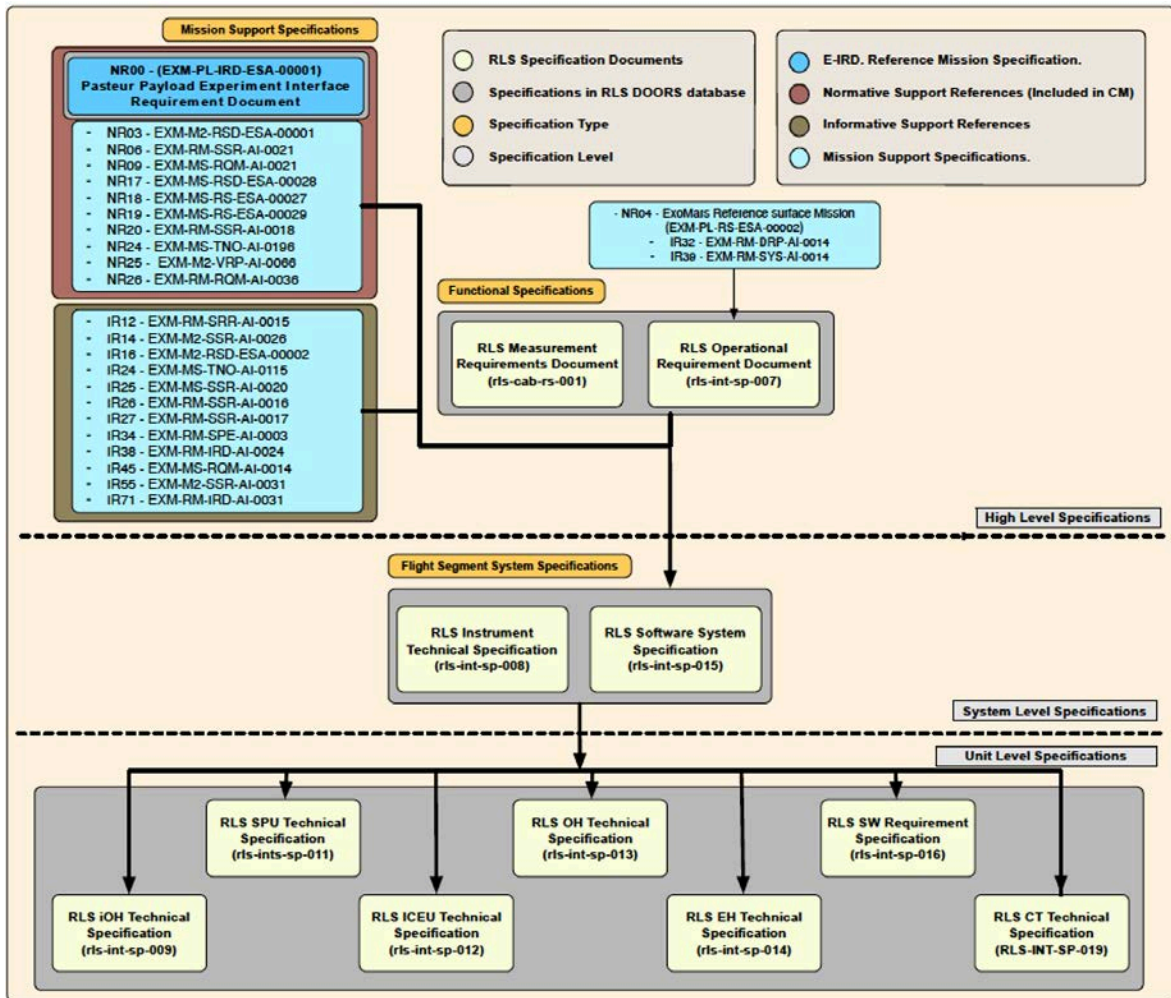 Mission Support Specifications
NR00 - (EXM-PL-IRD-ESA-00001)
Pasteur Payload Experiment Interface
Requirement Document
- NR03 - EXM-M2-RSD-ESA-00001
- NR06 - EXM-RM-SSR-AI-0021
- NR09 - EXM-MS-RQM-AI-0021
- NR17 - EXM-MS-RSD-ESA-00028
- NR18 - EXM-MS-RS-ESA-00027
- NR19 - EXM-MS-RS-ESA-00029
- NR20 - EXM-RM-SSR-AI-0018
- NR24 - EXM-MS-TNO-AI-0196
- NR25 - EXM-M2-VRP-AI-0066
- NR26 - EXM-RM-RQM-AI-0036
- IR12 - EXM-RM-SRR-AI-0015
- IR14 - EXM-M2-SSR-AI-0026
- IR16 - EXM-M2-RSD-ESA-00002
- IR24 - EXM-MS-TNO-AI-0115
- IR25 - EXM-MS-SSR-AI-0020
- IR26 - EXM-RM-SSR-AI-0016
- IR27 - EXM-RM-SSR-AI-0017
- IR34 - EXM-RM-SPE-AI-0003
- IR38 - EXM-RM-IRD-AI-0024
- IR45 - EXM-MS-RQM-AI-0014
- IR55 - EXM-M2-SSR-AI-0031
- IR71 - EXM-RM-IRD-AI-0031
RLS Specification Documents
Specifications in RLS DOORS database
Specification Type
Specification Level
E-IRD. Reference Mission Specification.
Normative Support References (Included in CM)
Informative Support References
Mission Support Specifications.
- NR04 - ExoMars Reference surface Mission
(EXM-PL-RS-ESA-00002)
- IR32 - EXM-RM-DRP-AI-0014
- IR39 - EXM-RM-SYS-AI-0014
Functional Specifications
RLS Measurement
Requirements Document
(rls-cab-rs-001)
RLS Operational
Requirement Document
(rls-int-sp-007)
High Level Specifications
Flight Segment System Specifications
RLS Instrument
Technical Specification
(rls-int-sp-008)
RLS Software System
Specification
(rls-int-sp-015)
System Level Specifications
Unit Level Specifications
RLS SPU Technical
Specification
(rls-ints-sp-011)
RLS OH Technical
Specification
(rls-int-sp-013)
RLS SW Requirement
Specification
(rls-int-sp-016)
RLS iOH Technical
Specification
(rls-int-sp-009)
RLS ICEU Technical
Specification
(rls-int-sp-012)
RLS EH Technical
Specification
(rls-int-sp-014)
RLS CT Technical
Specification
(RLS-INT-SP-019)